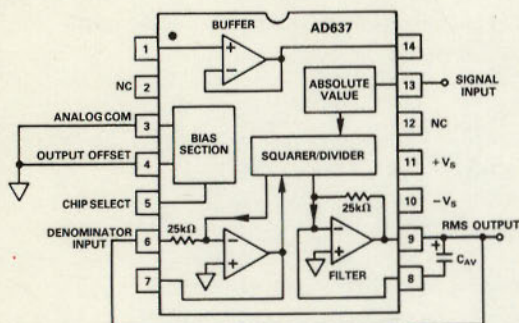 BUFFER
AD637
1
14
NC
2
ABSOLUTE
VALUE
13
SIGNAL
INPUT
ANALOG COM
3
BIAS
SECTION
12
NC
OUTPUT OFFSET
4
SQUARER/DIVIDER
11
+VS
CHIP SELECT
5
10
-VS
DENOMINATOR
INPUT
6
25kΩ
25kΩ
9
RMS OUTPUT
7
FILTER
8
CAV
+
-
-
+
-
+
+